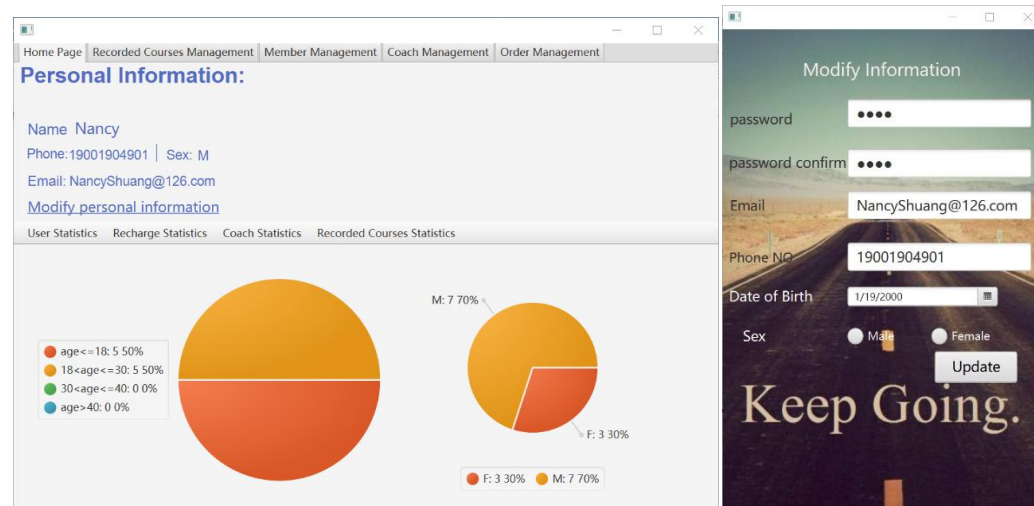 Home Page Recorded Courses Management Member Management Coach Management Order Management
Personal Information:
Name Nancy
Phone:19001904901 | Sex: M
Email: NancyShuang@126.com
Modify personal information
User Statistics Recharge Statistics Coach Statistics Recorded Courses Statistics
age<=18: 5 50%
18<age<=30: 5 50%
30<age<=40: 0 0%
age>40: 0 0%
M: 7 70%
F: 3 30%
F: 3 30% M: 7 70%
Modify Information
password ●●●●
password confirm ●●●●
Email NancyShuang@126.com
Phone NO 19001904901
Date of Birth 1/19/2000
Sex Male Female
Update
Keep Going.